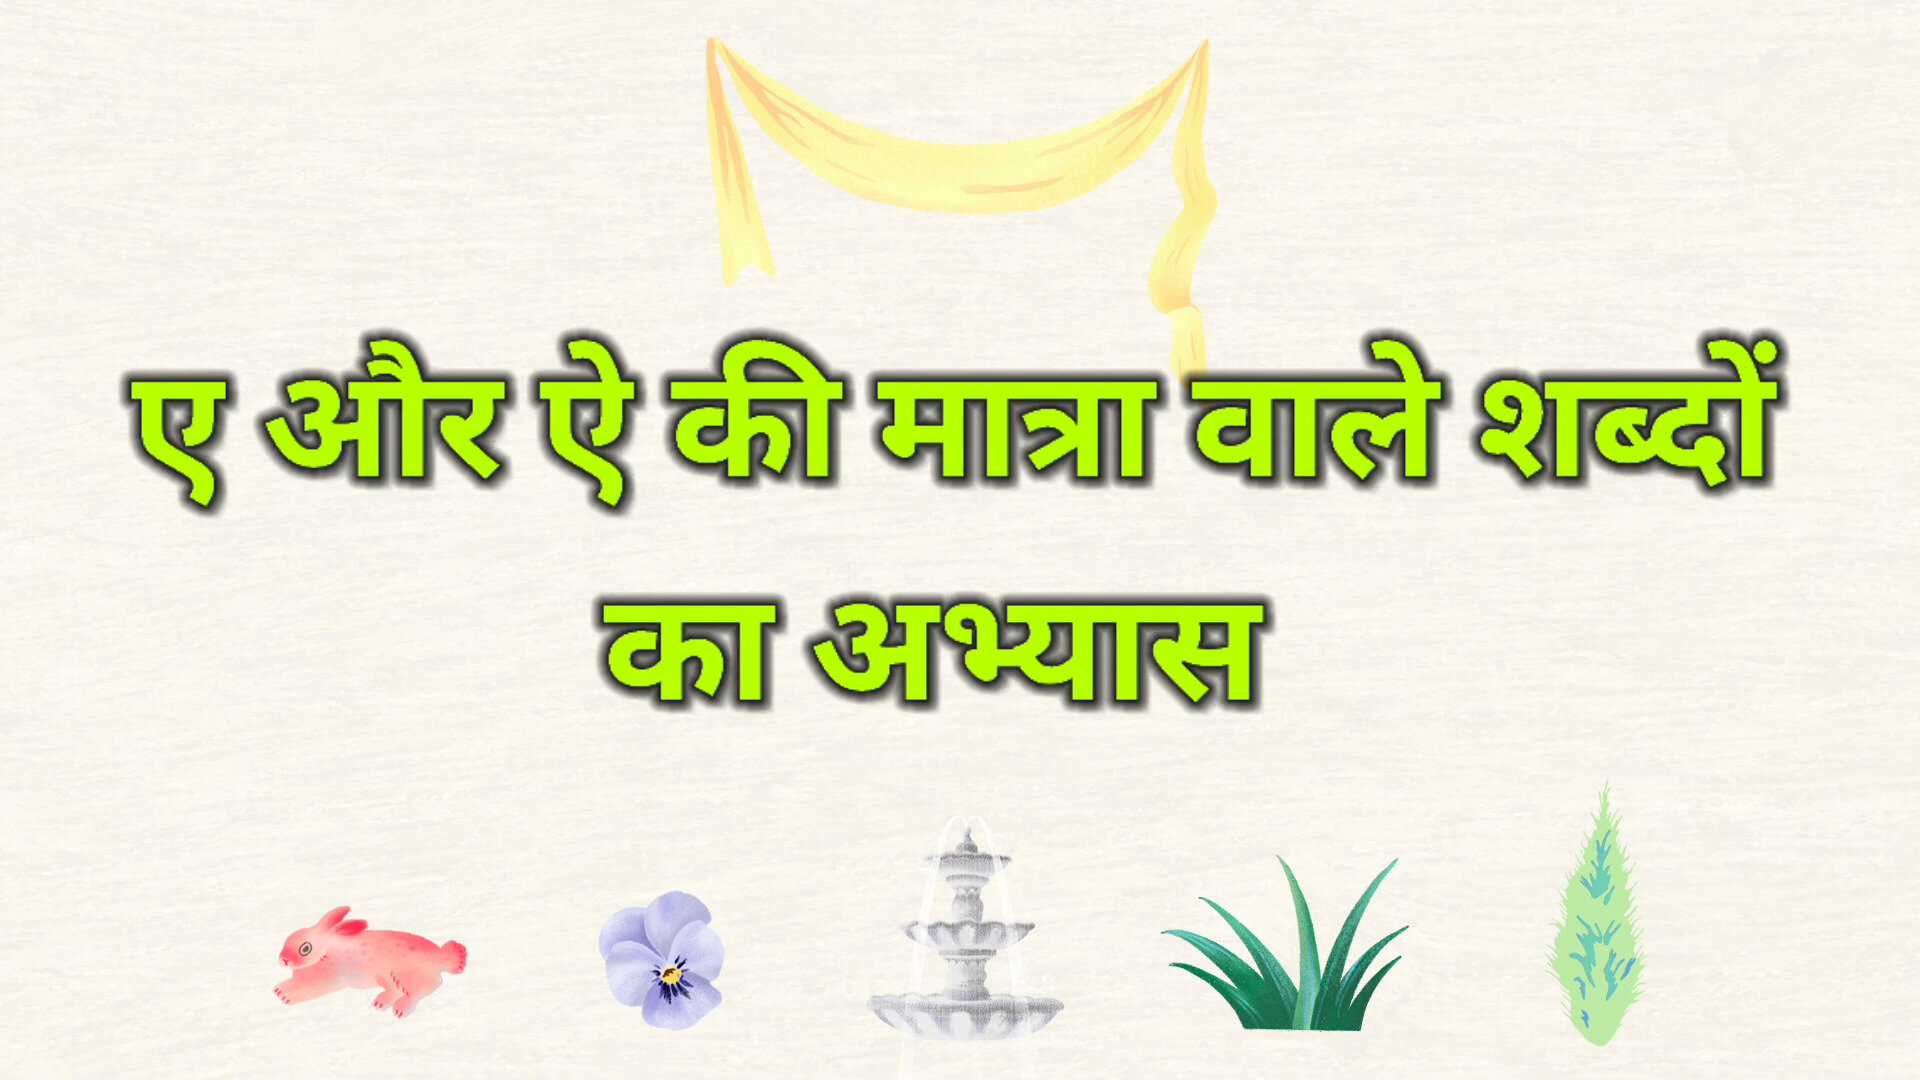 ए और ऐ की मात्रा वाले शब्दों
का अभ्यास